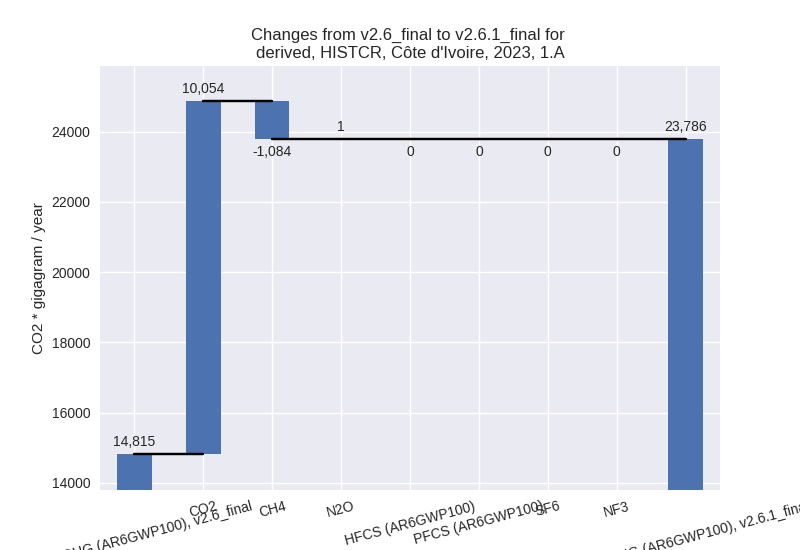 Changes from v2.6_final to v2.6.1_final for
derived, HISTCR, Côte d'Ivoire, 2023, 1.A
CO2 * gigagram / year
24000
22000
20000
18000
16000
14000
14,815
10,054
-1,084
1
0
0
0
0
23,786
(AR6GWP100), v2.6_final
CO2
CH4
N2O
HFCS (AR6GWP100)
PFCS (AR6GWP100)
SF6
NF3
(AR6GWP100), v2.6.1_fina